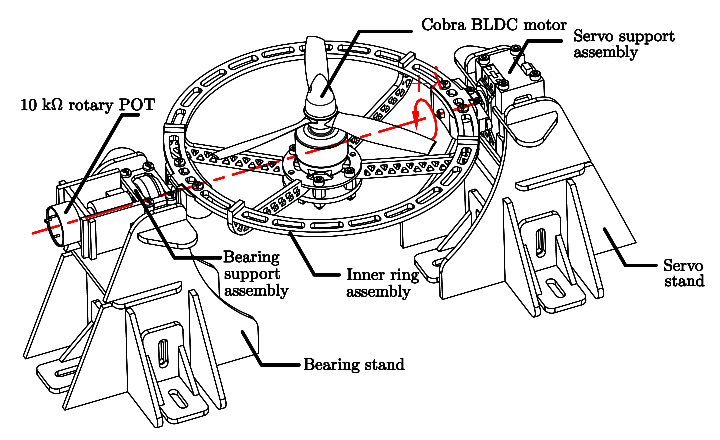 Cobra BLDC motor
Servo support
assembly
10 kΩ rotary POT
Bearing
support
assembly
Inner ring
assembly
Servo
stand
Bearing stand